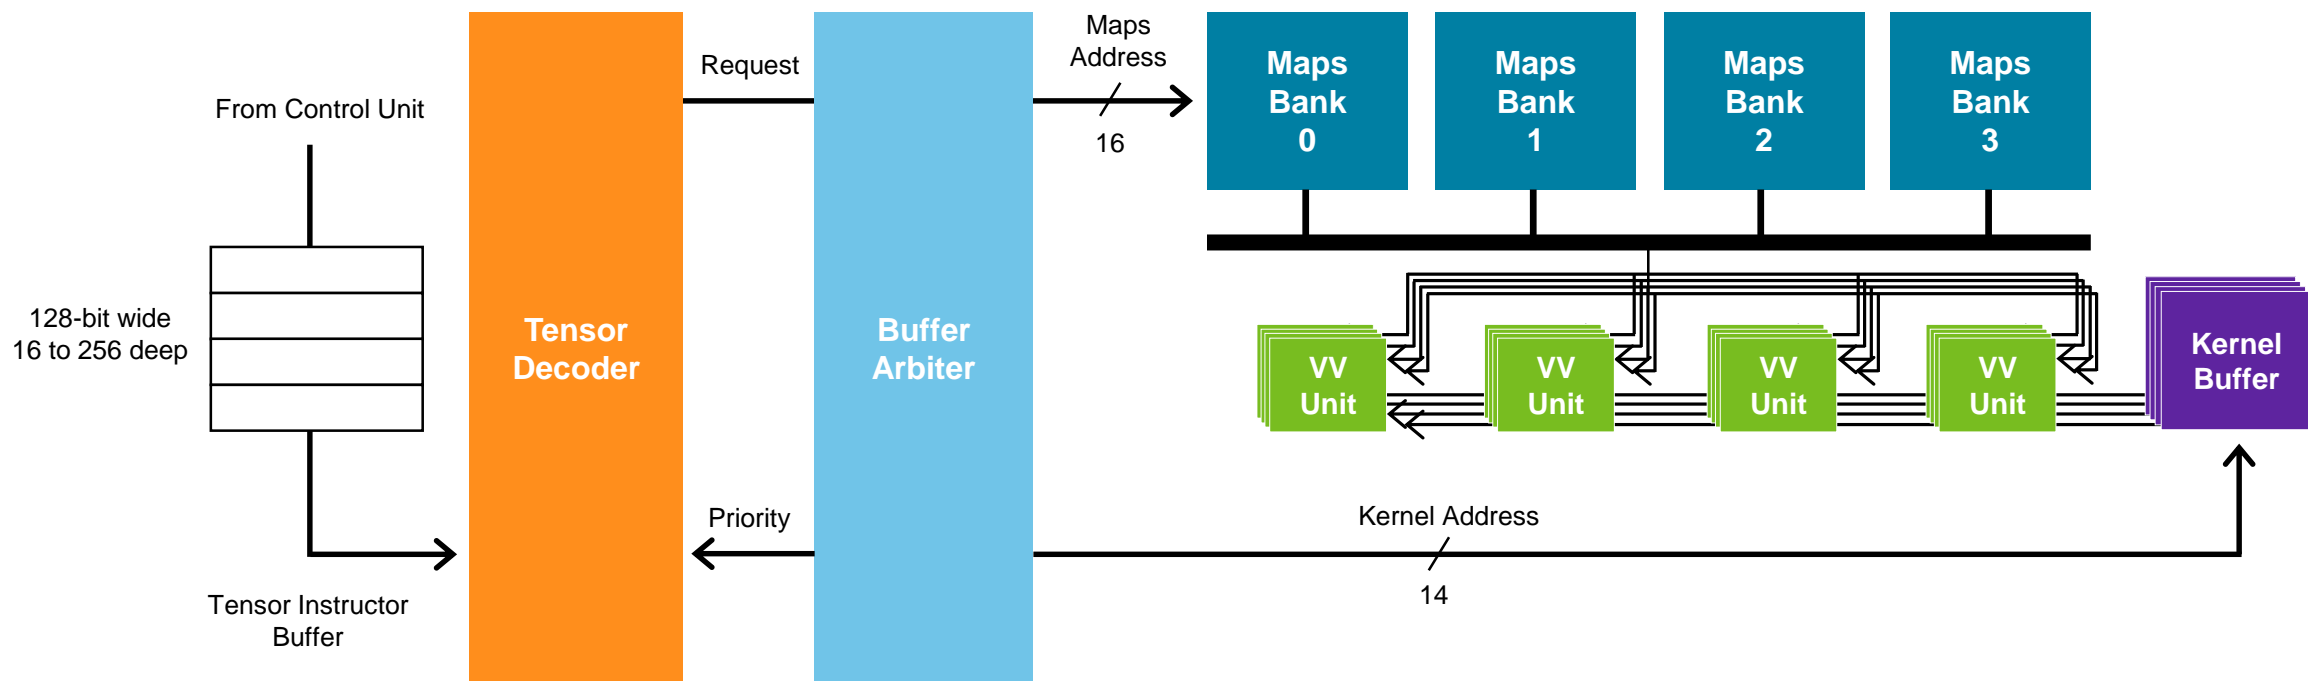 From Control Unit
128-bit wide
16 to 256 deep
Tensor Instructor
Buffer
Tensor
Decoder
Request
Priority
Buffer
Arbiter
Maps
Address
16
Maps
Bank
0
Maps
Bank
1
Maps
Bank
2
Maps
Bank
3
VV
Unit
VV
Unit
VV
Unit
VV
Unit
Kernel
Buffer
Kernel Address
14